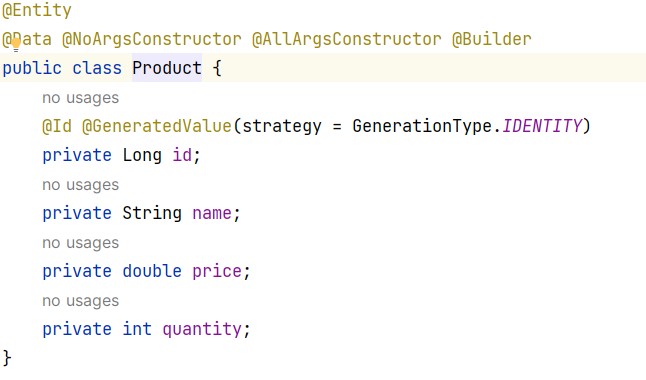 @Entity
@Data @NoArgsConstructor @AllArgsConstructor @Builder
public class Product {
no usages
@Id @GeneratedValue(strategy = GenerationType.IDENTITY)
private Long id;
no usages
private String name;
no usages
private double price;
no usages
private int quantity;
}